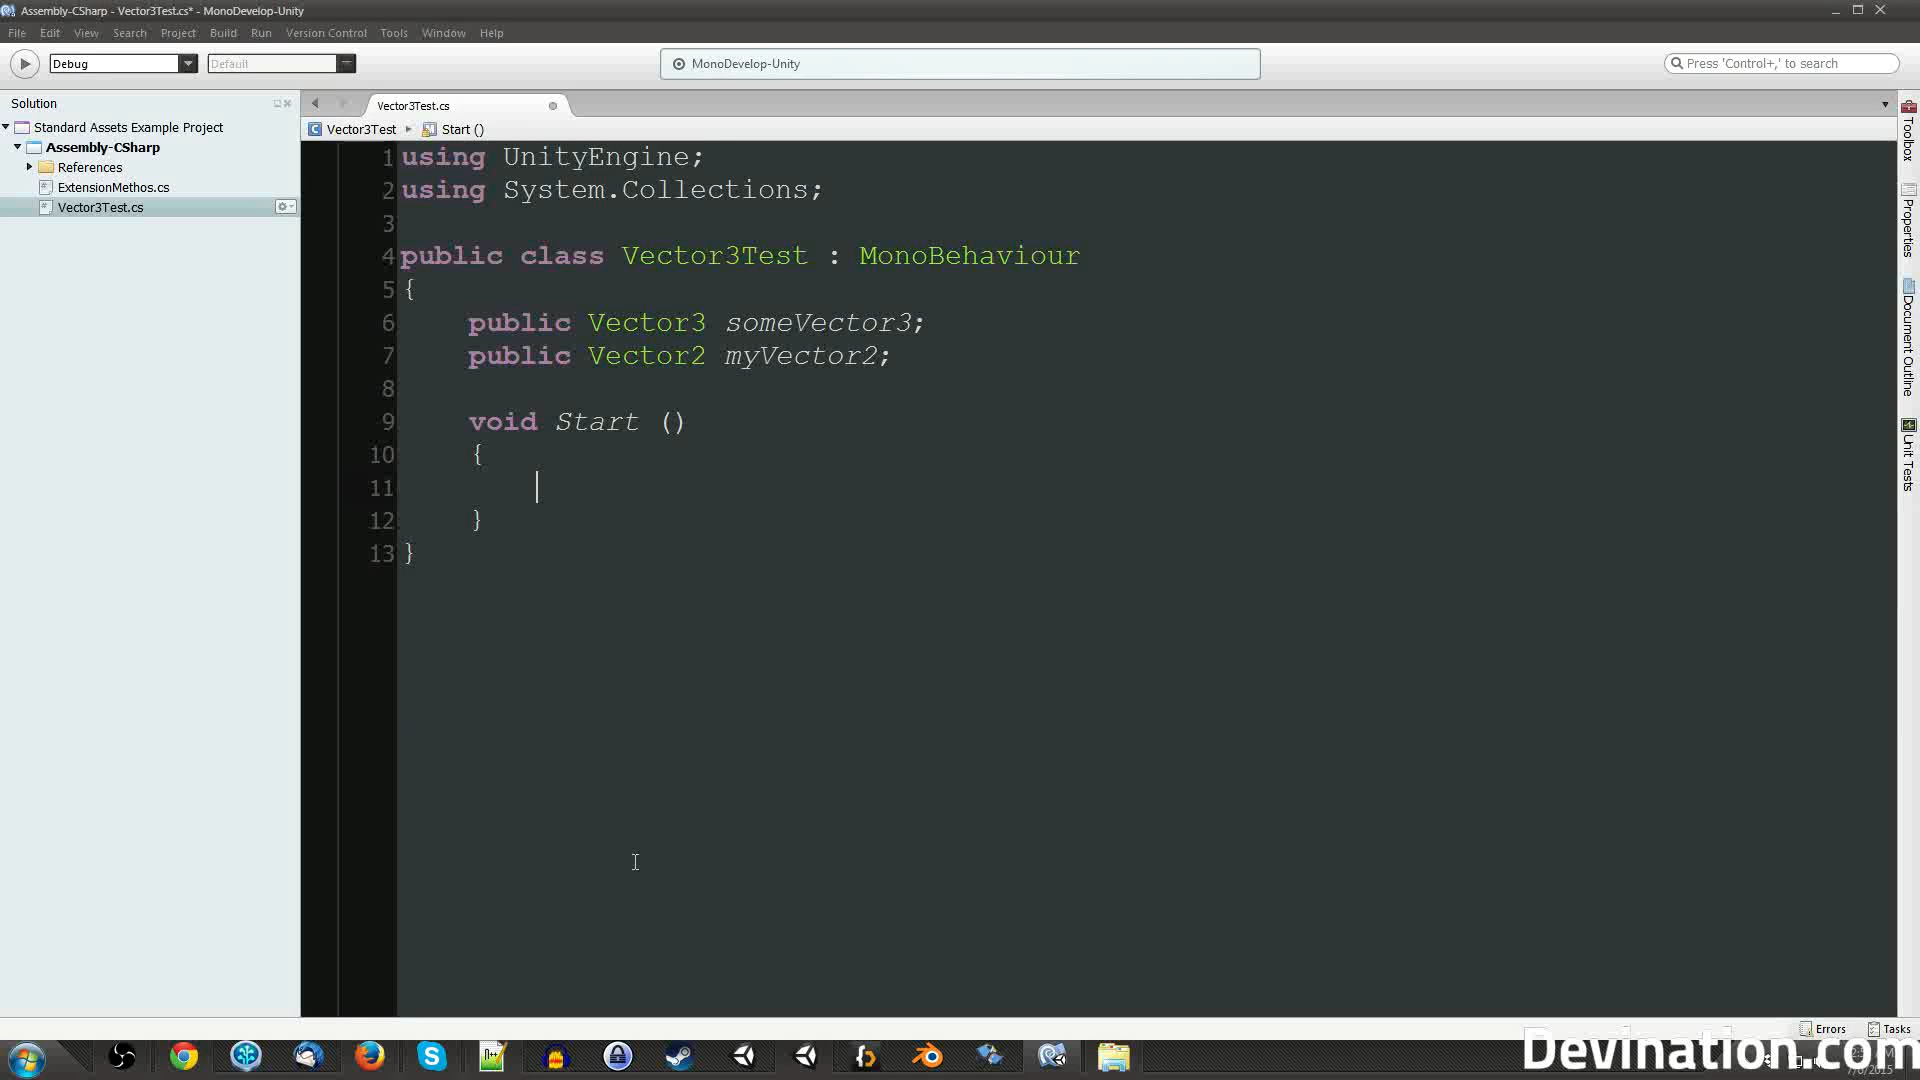 Assembly-CSharp - Vector3Test.cs* - MonoDevelop-Unity
File Edit View Search Project Build Run Version Control Tools Window Help
Debug Default MonoDevelop-Unity Press 'Control+,' to search
Solution
Standard Assets Example Project
Assembly-CSharp
References
ExtensionMethos.cs
Vector3Test.cs
Vector3Test.cs
Vector3Test Start ()
1 using UnityEngine;
2 using System.Collections;
3
4 public class Vector3Test : MonoBehaviour
5 {
6 public Vector3 someVector3;
7 public Vector2 myVector2;
8
9 void Start ()
10 {
11
12 }
13 }
Toolbox
Properties
Document Outline
Unit Tests
Errors Tasks
Devination.com